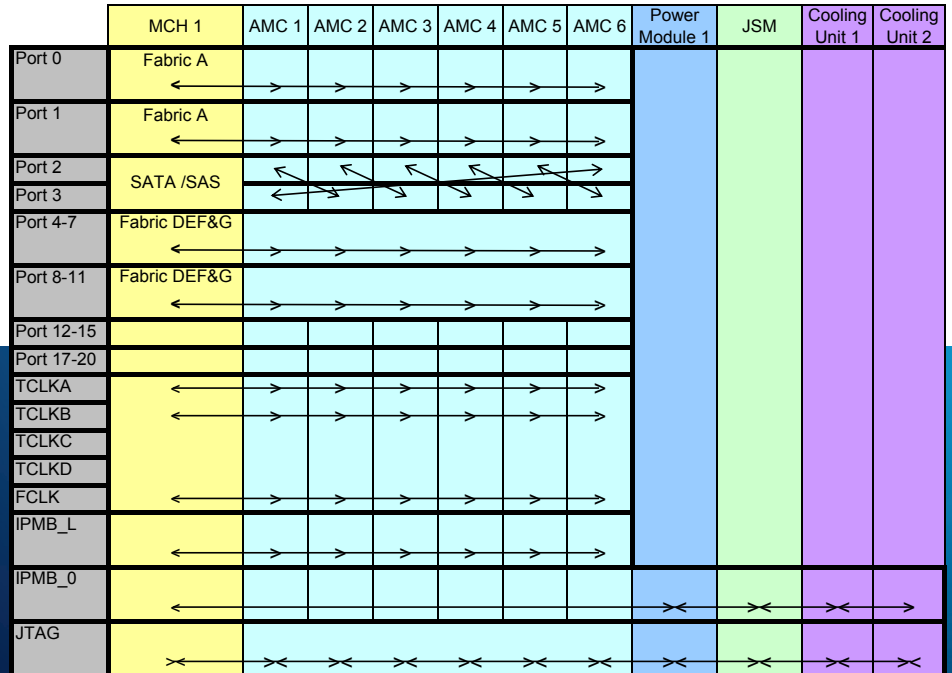 MCH 1 AMC 1 AMC 2 AMC 3 AMC 4 AMC 5 AMC 6 Power Module 1 JSM Cooling Unit 1 Cooling Unit 2
Port 0 Fabric A
Port 1 Fabric A
Port 2
SATA /SAS
Port 3
Port 4-7 Fabric DEF&G
Port 8-11 Fabric DEF&G
Port 12-15
Port 17-20
TCLKA
TCLKB
TCLKC
TCLKD
FCLK
IPMB_L
IPMB_0
JTAG